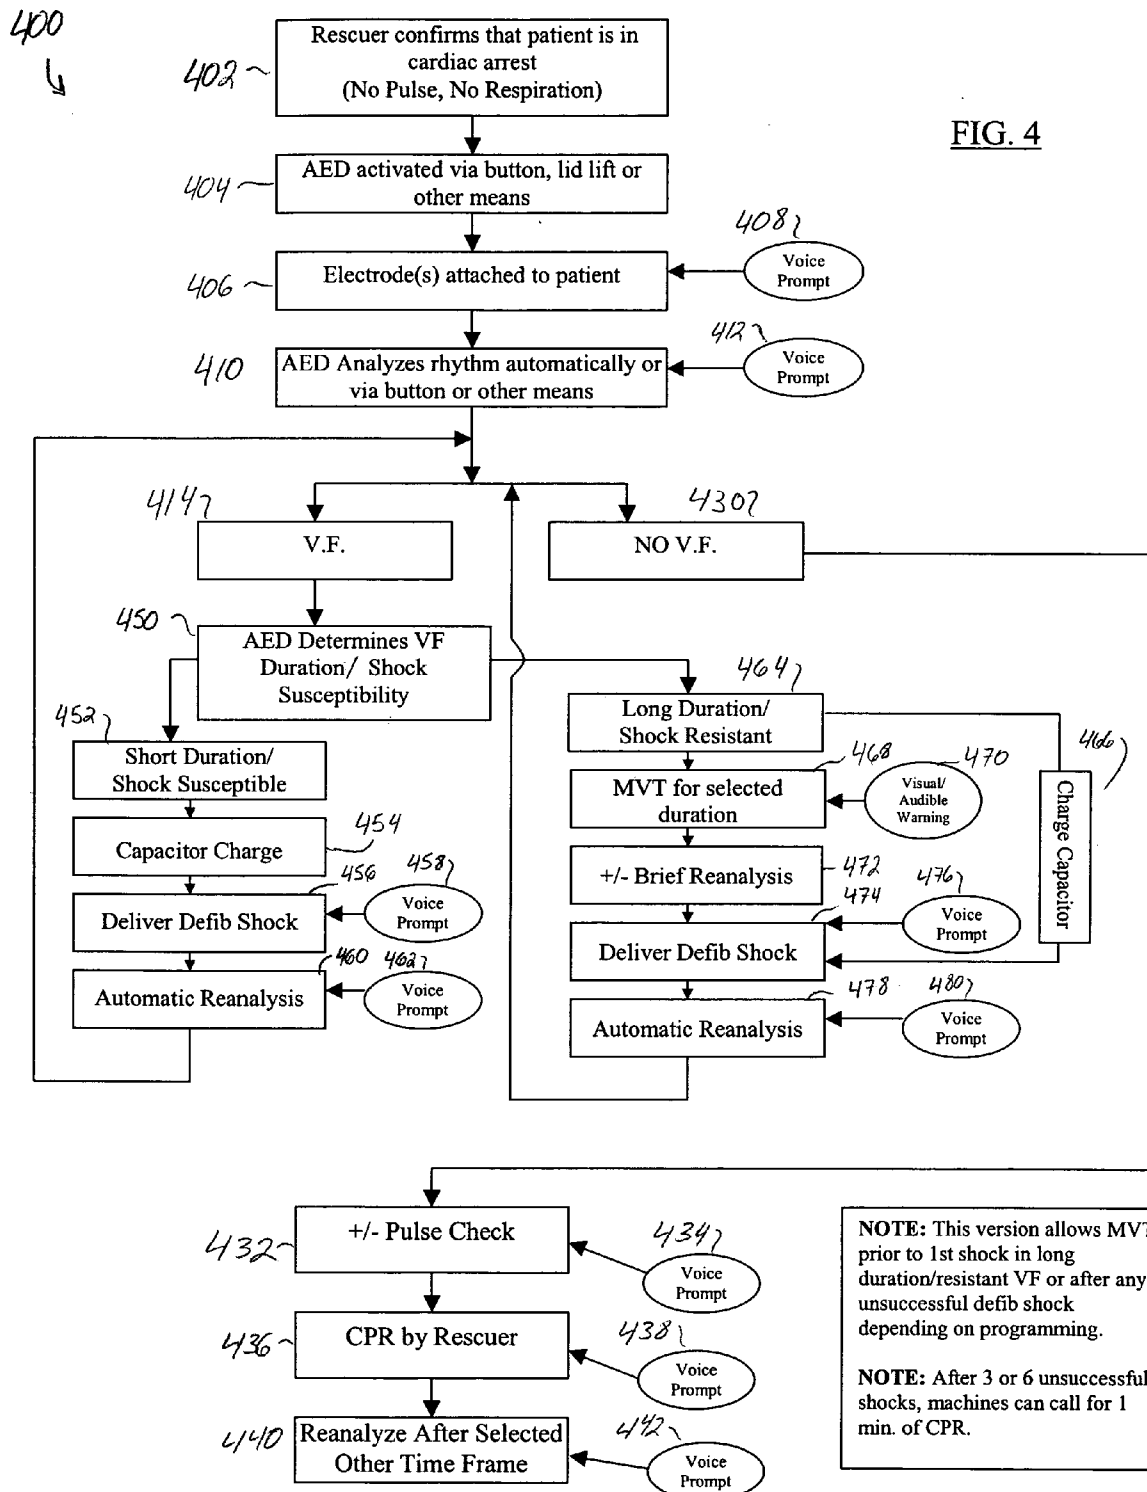 400
402
Rescuer confirms that patient is in
cardiac arrest
(No Pulse, No Respiration)
FIG. 4
404
AED activated via button, lid lift or
other means
406
Electrode(s) attached to patient
408
Voice
Prompt
410
AED Analyzes rhythm automatically or
via button or other means
412
Voice
Prompt
414
V.F.
430
NO V.F.
450
AED Determines VF
Duration/ Shock
Susceptibility
452
Short Duration/
Shock Susceptible
Capacitor Charge
454
456
Deliver Defib Shock
458
Voice
Prompt
460
Automatic Reanalysis
462
Voice
Prompt
464
Long Duration/
Shock Resistant
466
Charge Capacitor
468
MVT for selected
duration
470
Visual/
Audible
Warning
+/- Brief Reanalysis
472
474
Deliver Defib Shock
476
Voice
Prompt
478
Automatic Reanalysis
480
Voice
Prompt
432
+/- Pulse Check
434
Voice
Prompt
436
CPR by Rescuer
438
Voice
Prompt
440
Reanalyze After Selected
Other Time Frame
442
Voice
Prompt
NOTE: This version allows MVT
prior to 1st shock in long
duration/resistant VF or after any
unsuccessful defib shock
depending on programming.
NOTE: After 3 or 6 unsuccessful
shocks, machines can call for 1
min. of CPR.